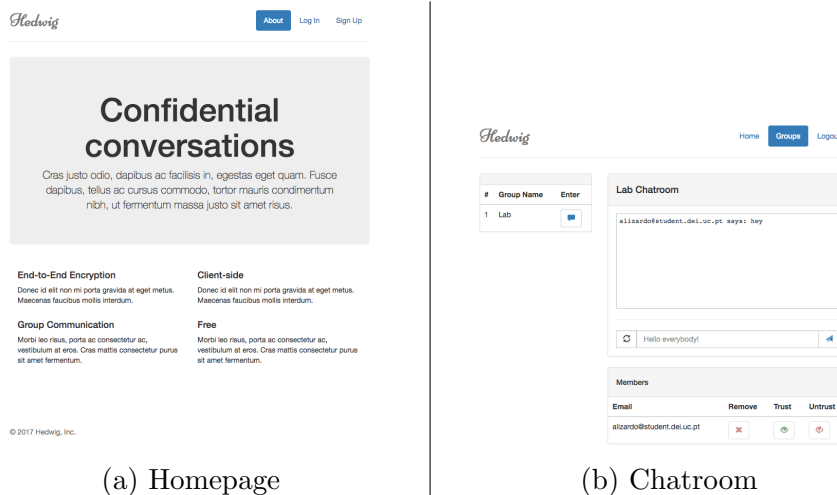 Hedwig
About Log In Sign Up
Confidential
conversations
Cras justo odio, dapibus ac facilisis in, egestas eget quam. Fusce
dapibus, tellus ac cursus commodo, tortor mauris condimentum
nibh, ut fermentum massa justo sit amet risus.
End-to-End Encryption
Donec id elit non mi porta gravida at eget metus.
Maecenas faucibus mollis interdum.
Client-side
Donec id elit non mi porta gravida at eget metus.
Maecenas faucibus mollis interdum.
Group Communication
Morbi leo risus, porta ac consectetur ac,
vestibulum at eros. Cras mattis consectetur purus
sit amet fermentum.
Free
Morbi leo risus, porta ac consectetur ac,
vestibulum at eros. Cras mattis consectetur purus
sit amet fermentum.
© 2017 Hedwig, Inc.
(a) Homepage
Hedwig
Home Groups Logou
# Group Name Enter
1 Lab
Lab Chatroom
alizardo@student.dei.uc.pt says: hey
Hello everybody!
Members
Email Remove Trust Untrust
alizardo@student.dei.uc.pt
(b) Chatroom